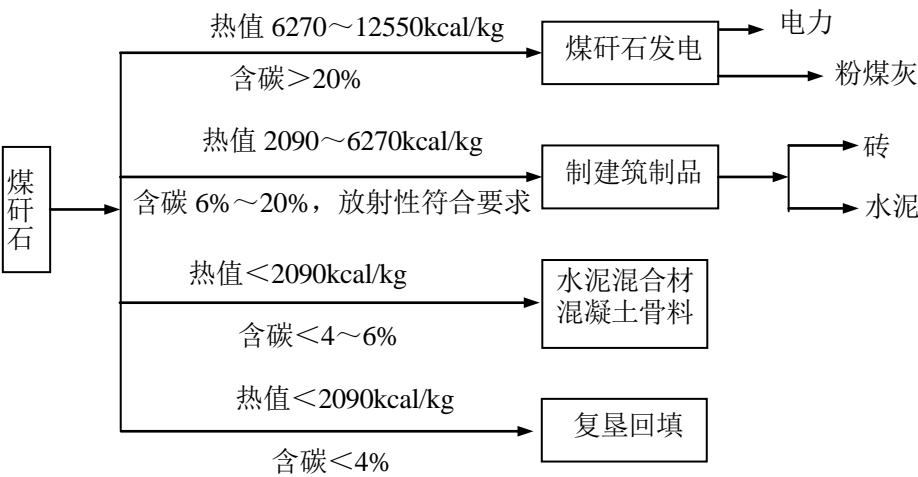 热值 6270～12550kcal/kg
含碳＞20%
煤矸石发电
电力
粉煤灰
热值 2090～6270kcal/kg
含碳 6%～20%，放射性符合要求
制建筑制品
砖
水泥
煤
矸
石
热值＜2090kcal/kg
含碳＜4～6%
水泥混合材
混凝土骨料
热值＜2090kcal/kg
含碳＜4%
复垦回填